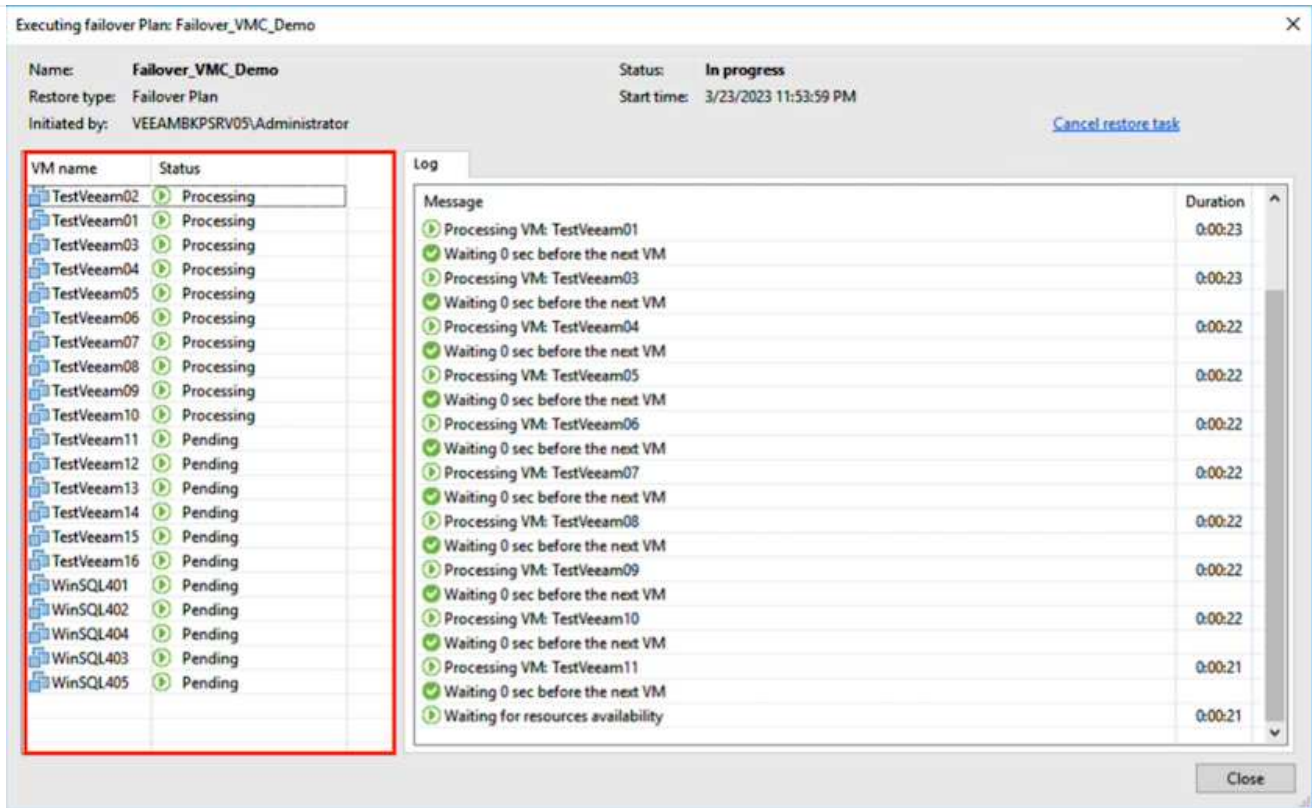 Executing failover Plan: Failover_VMC_Demo
Name: Failover_VMC_Demo
Restore type: Failover Plan
Initiated by: VEEAMBKPSRV05\Administrator
Status: In progress
Start time: 3/23/2023 11:53:59 PM
Cancel restore task
VM name Status
TestVeeam02 Processing
TestVeeam01 Processing
TestVeeam03 Processing
TestVeeam04 Processing
TestVeeam05 Processing
TestVeeam06 Processing
TestVeeam07 Processing
TestVeeam08 Processing
TestVeeam09 Processing
TestVeeam10 Processing
TestVeeam11 Pending
TestVeeam12 Pending
TestVeeam13 Pending
TestVeeam14 Pending
TestVeeam15 Pending
TestVeeam16 Pending
WinSQL401 Pending
WinSQL402 Pending
WinSQL404 Pending
WinSQL403 Pending
WinSQL405 Pending
Log
Message Duration
Processing VM: TestVeeam01 0:00:23
Waiting 0 sec before the next VM
Processing VM: TestVeeam03 0:00:23
Waiting 0 sec before the next VM
Processing VM: TestVeeam04 0:00:22
Waiting 0 sec before the next VM
Processing VM: TestVeeam05 0:00:22
Waiting 0 sec before the next VM
Processing VM: TestVeeam06 0:00:22
Waiting 0 sec before the next VM
Processing VM: TestVeeam07 0:00:22
Waiting 0 sec before the next VM
Processing VM: TestVeeam08 0:00:22
Waiting 0 sec before the next VM
Processing VM: TestVeeam09 0:00:22
Waiting 0 sec before the next VM
Processing VM: TestVeeam10 0:00:22
Waiting 0 sec before the next VM
Processing VM: TestVeeam11 0:00:21
Waiting 0 sec before the next VM
Waiting for resources availability 0:00:21
Close